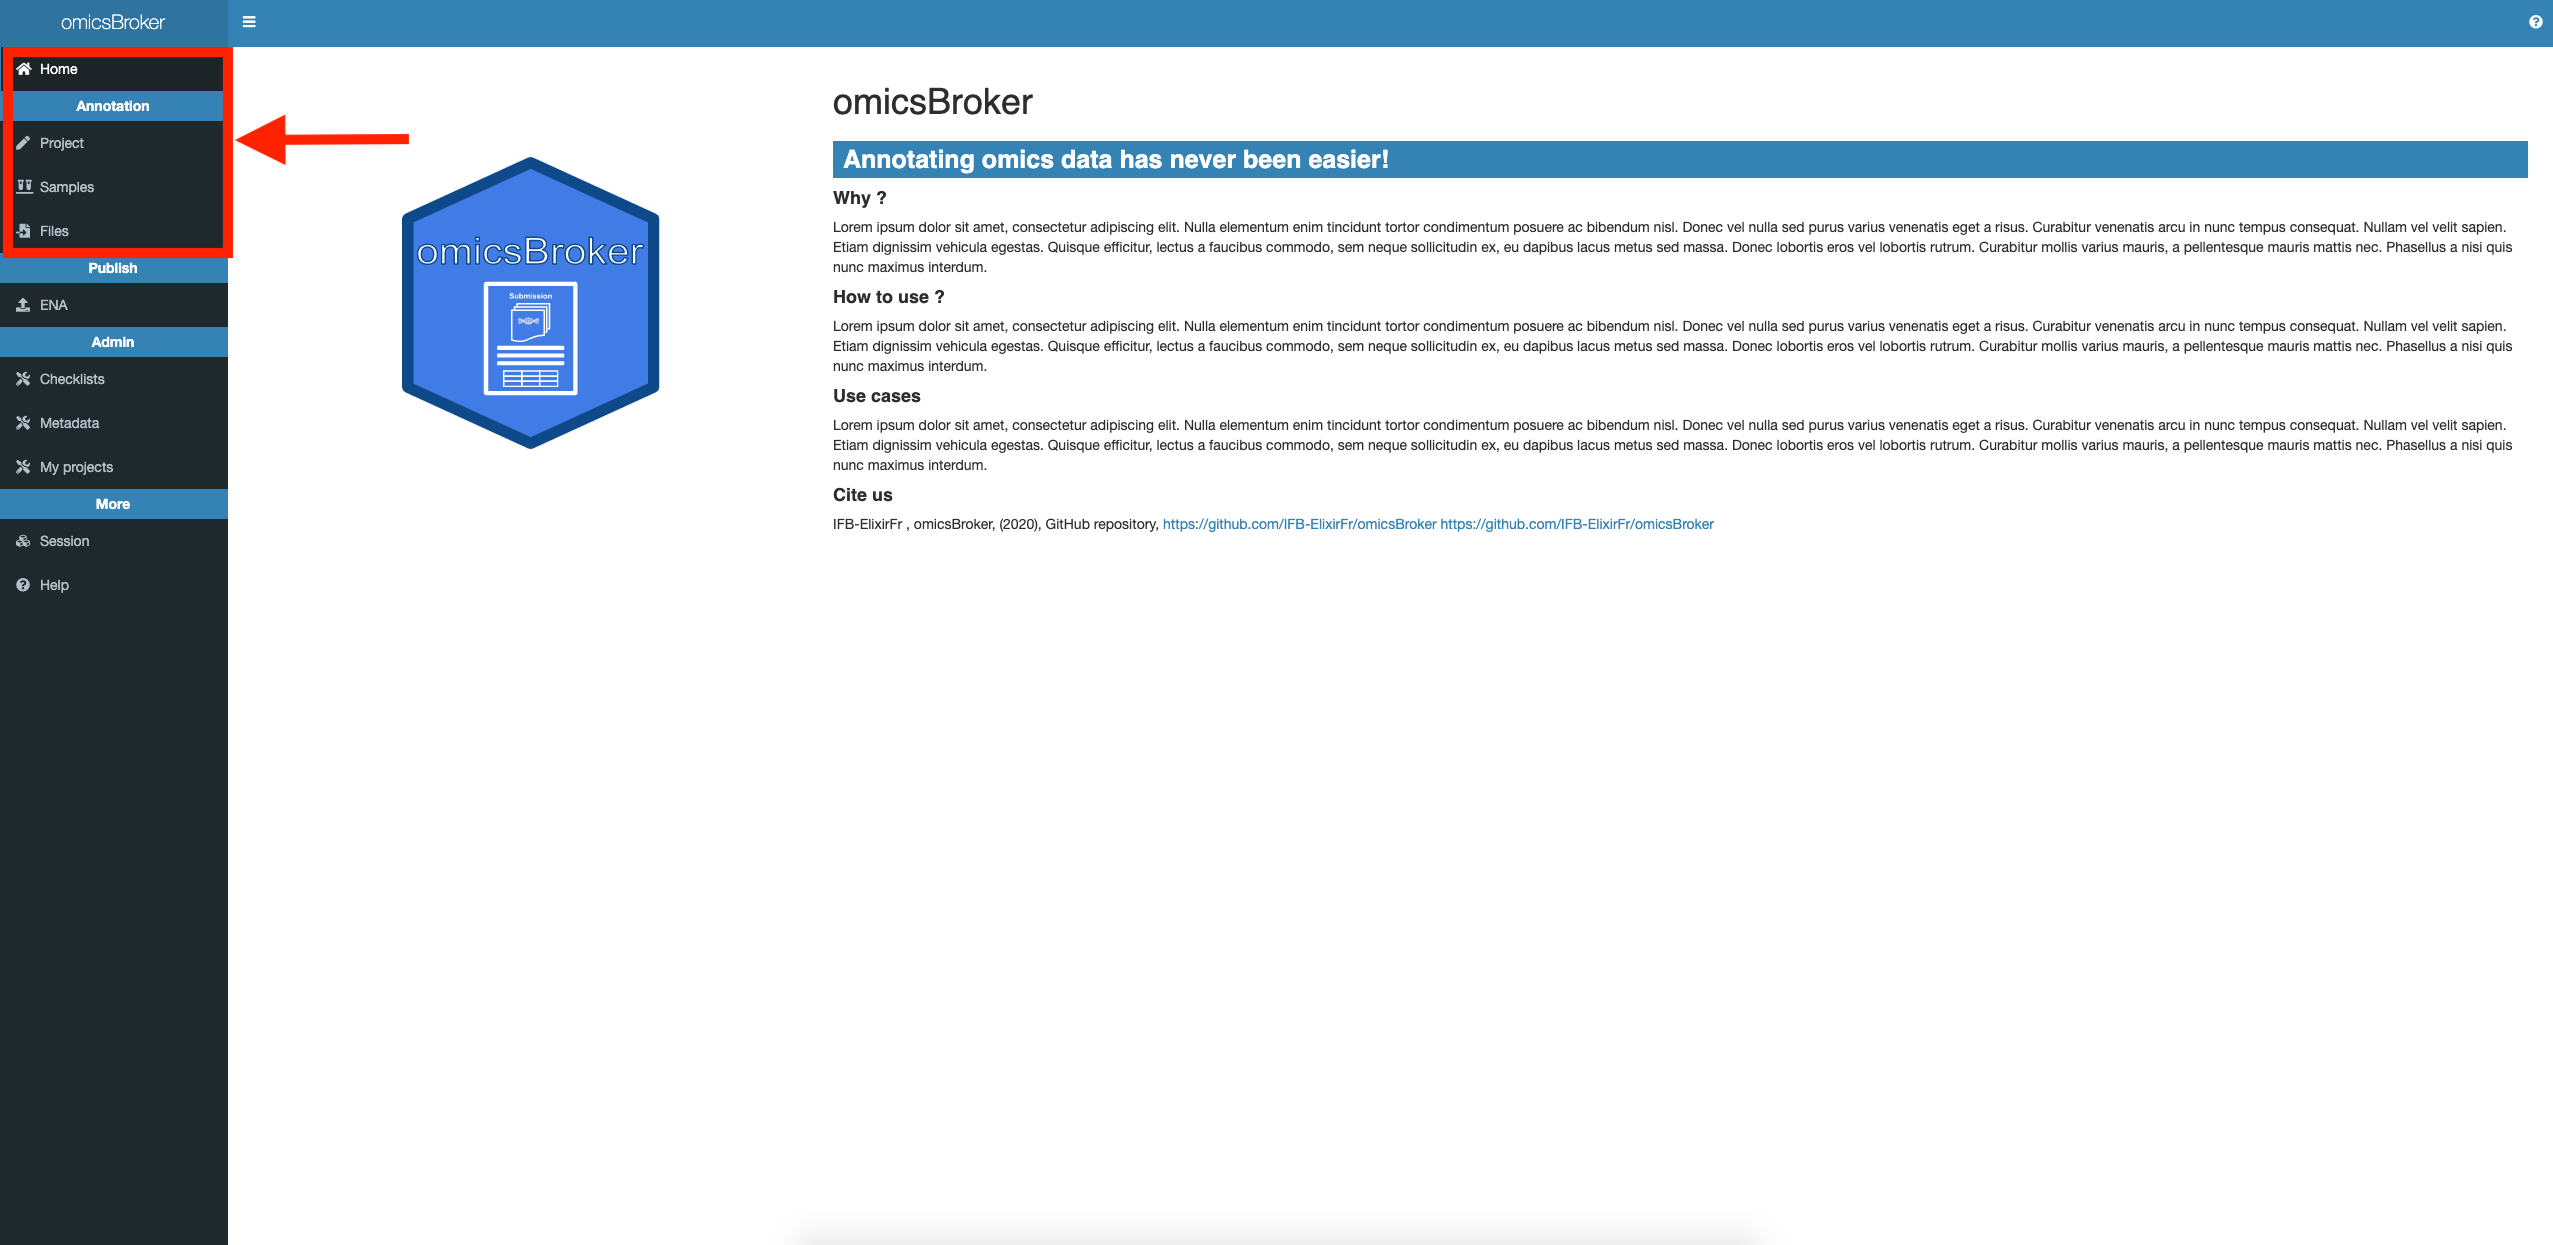 omicsBroker
Home
Annotation
Project
Samples
Files
Publish
ENA
Admin
Checklists
Metadata
My projects
More
Session
Help
omicsBroker
Submission
omicsBroker
Annotating omics data has never been easier!
Why ?
Lorem ipsum dolor sit amet, consectetur adipiscing elit. Nulla elementum enim tincidunt tortor condimentum posuere ac bibendum nisl. Donec vel nulla sed purus varius venenatis eget a risus. Curabitur venenatis arcu in nunc tempus consequat. Nullam vel velit sapien.
Etiam dignissim vehicula egestas. Quisque efficitur, lectus a faucibus commodo, sem neque sollicitudin ex, eu dapibus lacus metus sed massa. Donec lobortis eros vel lobortis rutrum. Curabitur mollis varius mauris, a pellentesque mauris mattis nec. Phasellus a nisi quis
nunc maximus interdum.
How to use ?
Lorem ipsum dolor sit amet, consectetur adipiscing elit. Nulla elementum enim tincidunt tortor condimentum posuere ac bibendum nisl. Donec vel nulla sed purus varius venenatis eget a risus. Curabitur venenatis arcu in nunc tempus consequat. Nullam vel velit sapien.
Etiam dignissim vehicula egestas. Quisque efficitur, lectus a faucibus commodo, sem neque sollicitudin ex, eu dapibus lacus metus sed massa. Donec lobortis eros vel lobortis rutrum. Curabitur mollis varius mauris, a pellentesque mauris mattis nec. Phasellus a nisi quis
nunc maximus interdum.
Use cases
Lorem ipsum dolor sit amet, consectetur adipiscing elit. Nulla elementum enim tincidunt tortor condimentum posuere ac bibendum nisl. Donec vel nulla sed purus varius venenatis eget a risus. Curabitur venenatis arcu in nunc tempus consequat. Nullam vel velit sapien.
Etiam dignissim vehicula egestas. Quisque efficitur, lectus a faucibus commodo, sem neque sollicitudin ex, eu dapibus lacus metus sed massa. Donec lobortis eros vel lobortis rutrum. Curabitur mollis varius mauris, a pellentesque mauris mattis nec. Phasellus a nisi quis
nunc maximus interdum.
Cite us
IFB-ElixirFr , omicsBroker, (2020), GitHub repository, https://github.com/IFB-ElixirFr/omicsBroker https://github.com/IFB-ElixirFr/omicsBroker